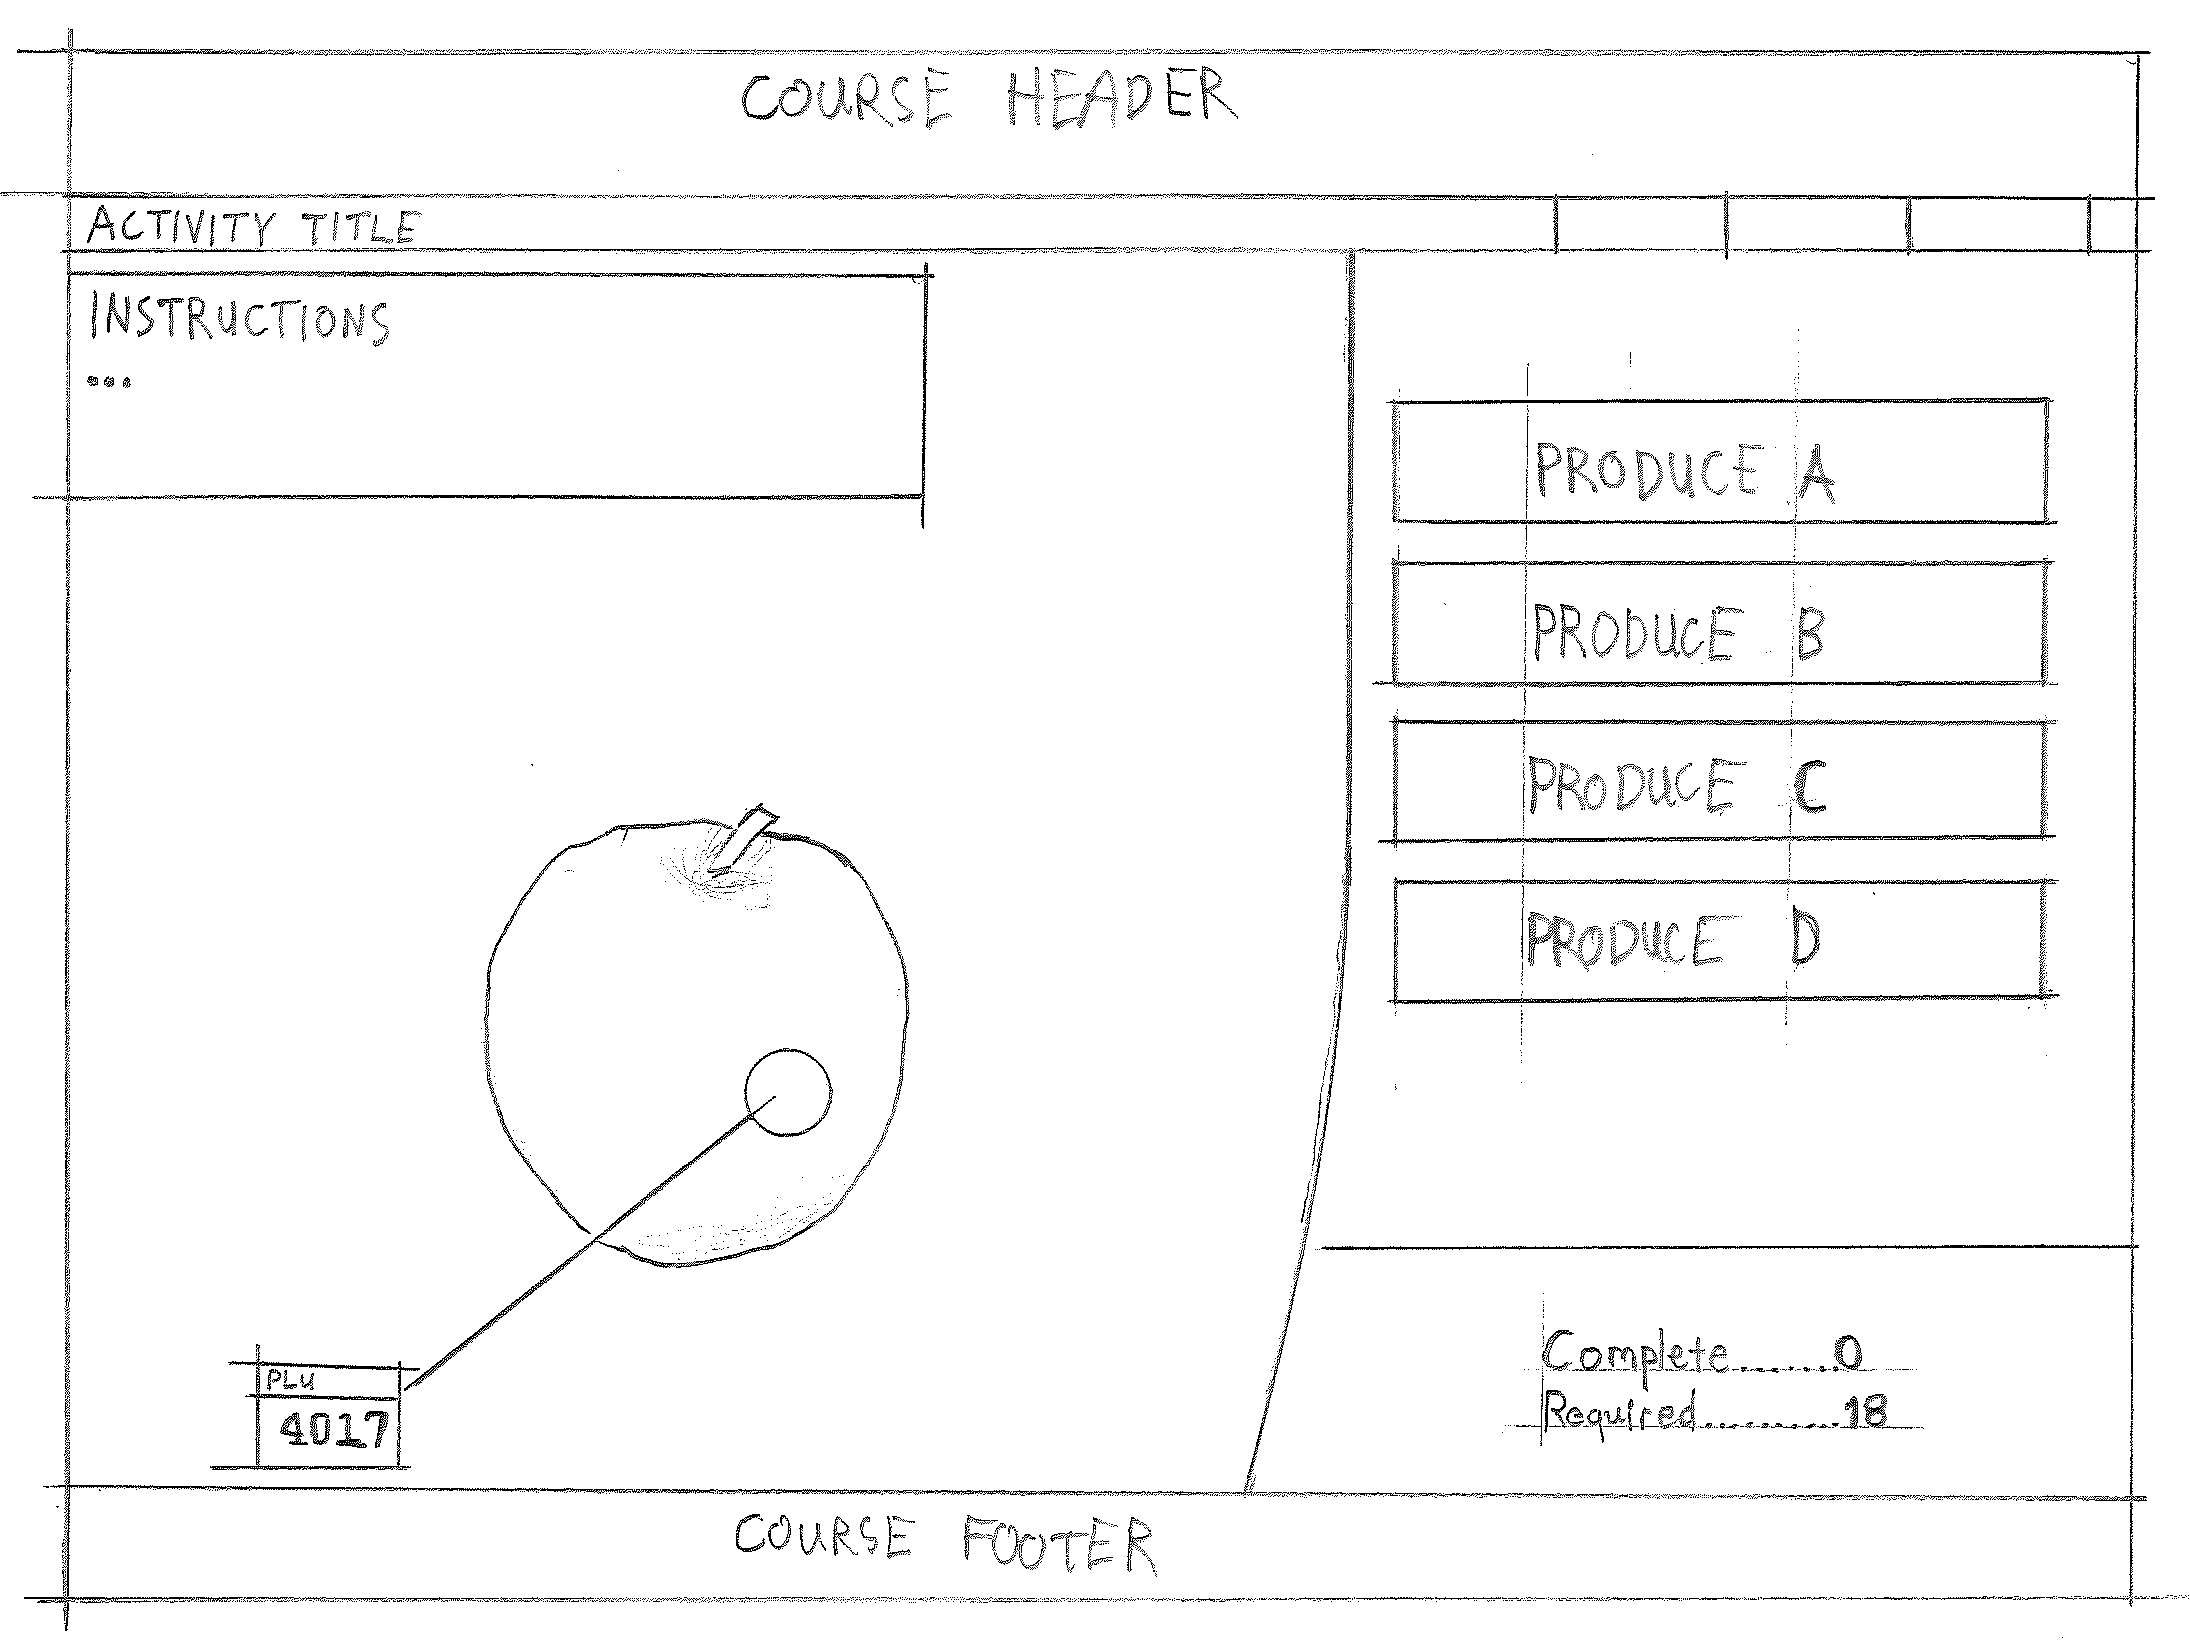 COURSE HEADER
ACTIVITY TITLE
INSTRUCTIONS
...
PRODUCE A
PRODUCE B
PRODUCE C
PRODUCE D
PLU
4017
Complete.......0
Required..........18
COURSE FOOTER